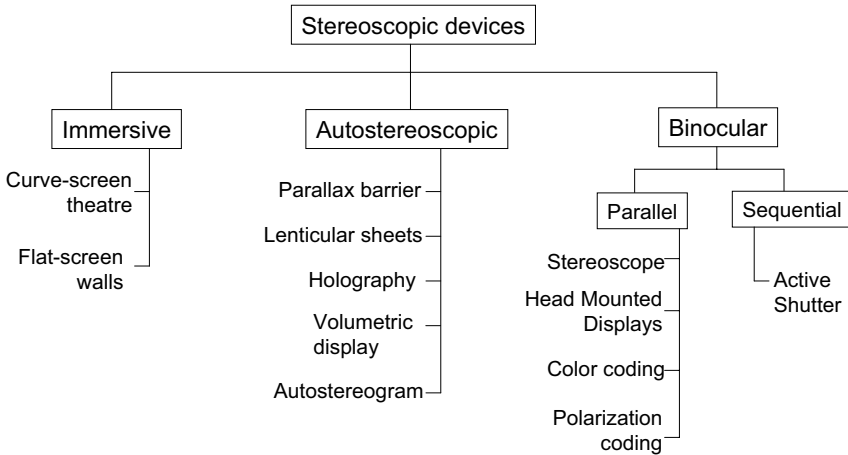 Stereoscopic devices
Immersive
Curve-screen
theatre
Flat-screen
walls
Autostereoscopic
Parallax barrier
Lenticular sheets
Holography
Volumetric
display
Autostereogram
Binocular
Parallel
Stereoscope
Head Mounted
Displays
Color coding
Polarization
coding
Sequential
Active
Shutter